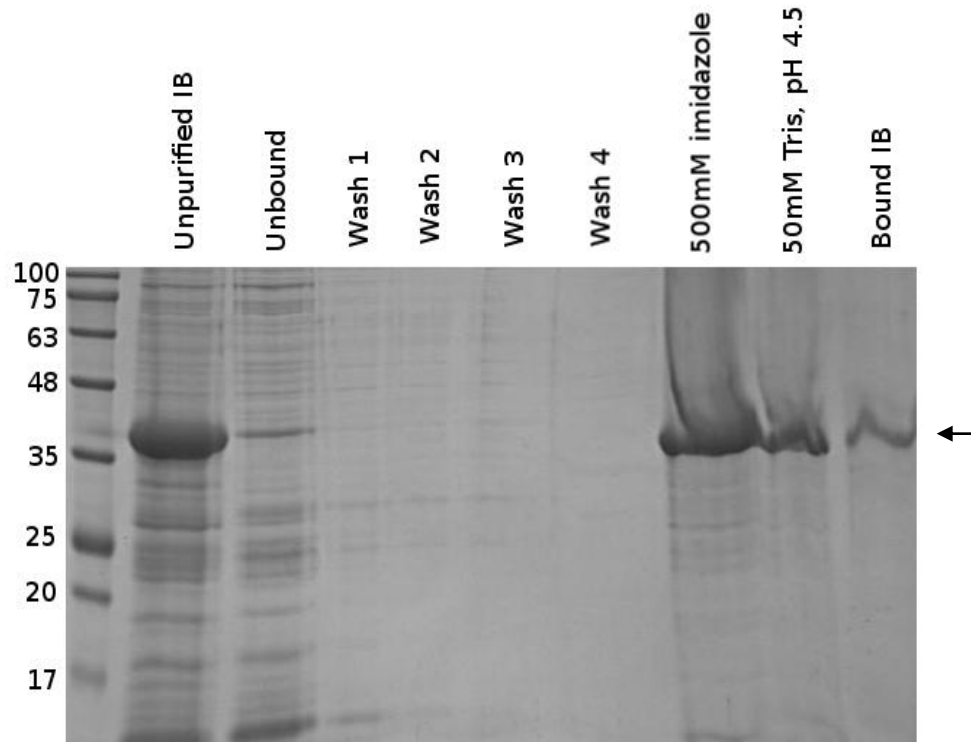 Unpurified IB
Unbound
Wash 1
Wash 2
Wash 3
Wash 4
500mM imidazole
50mM Tris, pH 4.5
Bound IB
100
75
63
48
35
25
20
17